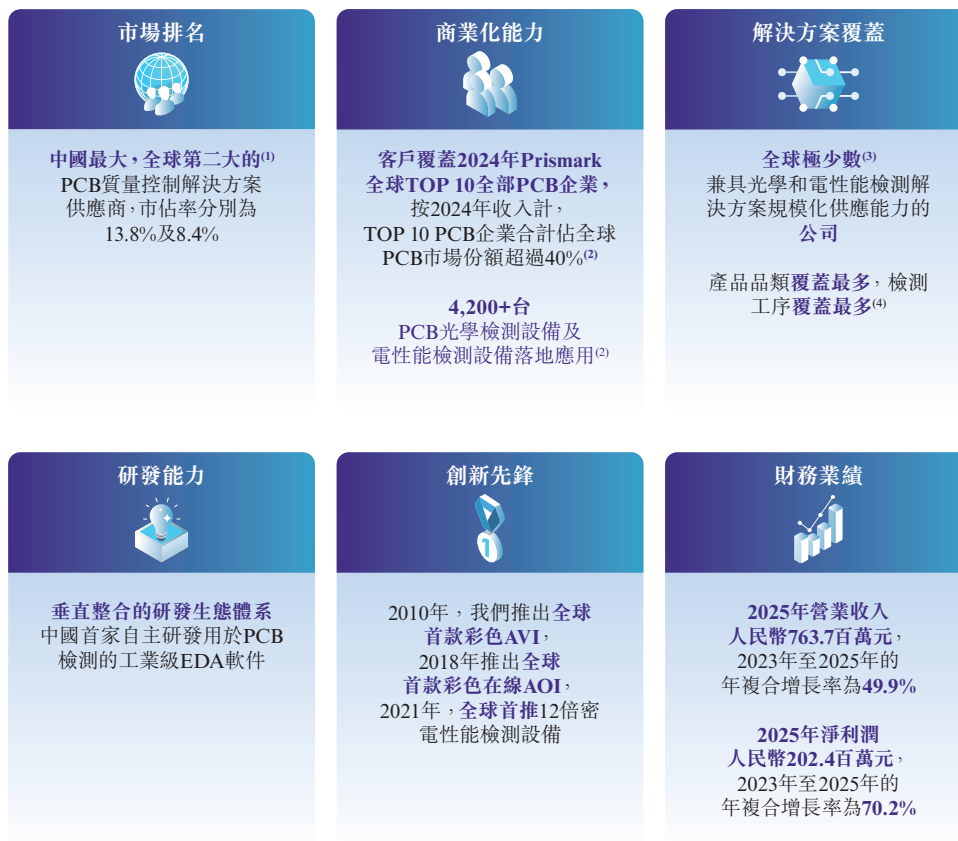 市場排名
中國最大，全球第二大的(1)
PCB質量控制解決方案
供應商，市佔率分別為
13.8%及8.4%
商業化能力
客戶覆蓋2024年Prismark
全球TOP 10全部PCB企業，
按2024年收入計，
TOP 10 PCB企業合計佔全球
PCB市場份額超過40%(2)
4,200+台
PCB光學檢測設備及
電性能檢測設備落地應用(2)
解決方案覆蓋
全球極少數(3)
兼具光學和電性能檢測解
決方案規模化供應能力的
公司
產品品類覆蓋最多，檢測
工序覆蓋最多(4)
研發能力
垂直整合的研發生態體系
中國首家自主研發用於PCB
檢測的工業級EDA軟件
創新先鋒
1
2010年，我們推出全球
首款彩色AVI，
2018年推出全球
首款彩色在線AOI，
2021年，全球首推12倍密
電性能檢測設備
財務業績
2025年營業收入
人民幣763.7百萬元，
2023年至2025年的
年複合增長率為49.9%
2025年淨利潤
人民幣202.4百萬元，
2023年至2025年的
年複合增長率為70.2%